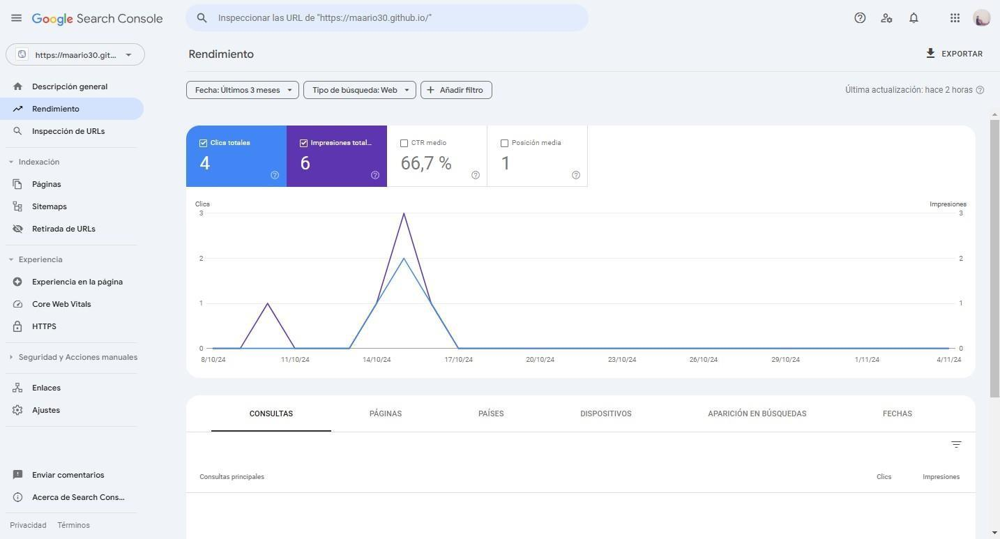 Google Search Console
Inspeccionar las URL de "https://maario30.github.io/"
https://maario30.git...
Rendimiento
EXPORTAR
Fecha: Últimos 3 meses
Tipo de búsqueda: Web
Añadir filtro
Última actualización: hace 2 horas
Descripción general
Rendimiento
Inspección de URLs
Indexación
Páginas
Sitemaps
Retirada de URLs
Experiencia
Experiencia en la página
Core Web Vitals
HTTPS
Seguridad y Acciones manuales
Enlaces
Ajustes
Enviar comentarios
Acerca de Search Cons...
Privacidad Términos
Clics totales
4
Impresiones total...
6
CTR medio
66,7 %
Posición media
1
Clics Impresiones
3 3
2 2
1 1
0 0
8/10/24 11/10/24 14/10/24 17/10/24 20/10/24 23/10/24 26/10/24 29/10/24 1/11/24 4/11/24
CONSULTAS PÁGINAS PAÍSES DISPOSITIVOS APARICIÓN EN BÚSQUEDAS FECHAS
Consultas principales Clics Impresiones